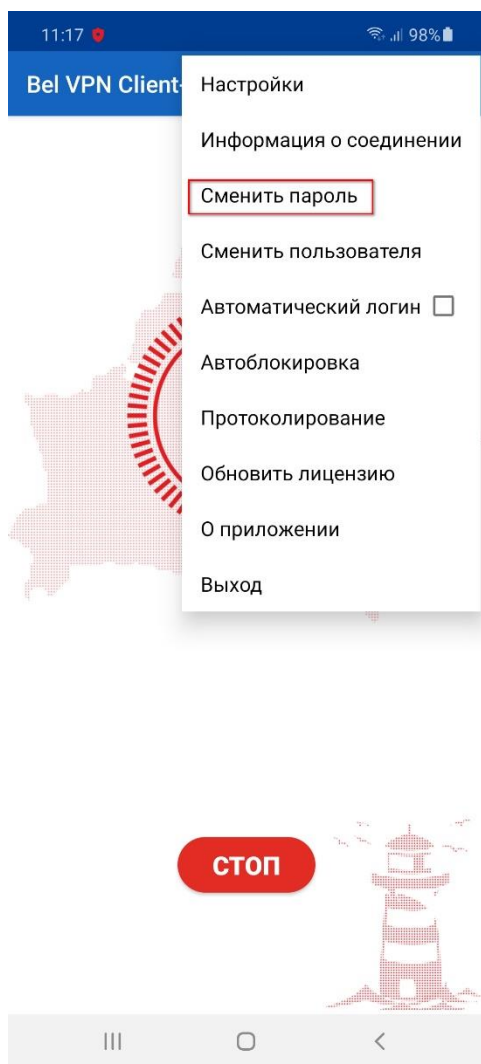 11:17
98%
Bel VPN Client-
Настройки
Информация о соединении
Сменить пароль
Сменить пользователя
Автоматический логин
Автоблокировка
Протоколирование
Обновить лицензию
О приложении
Выход
СТОП